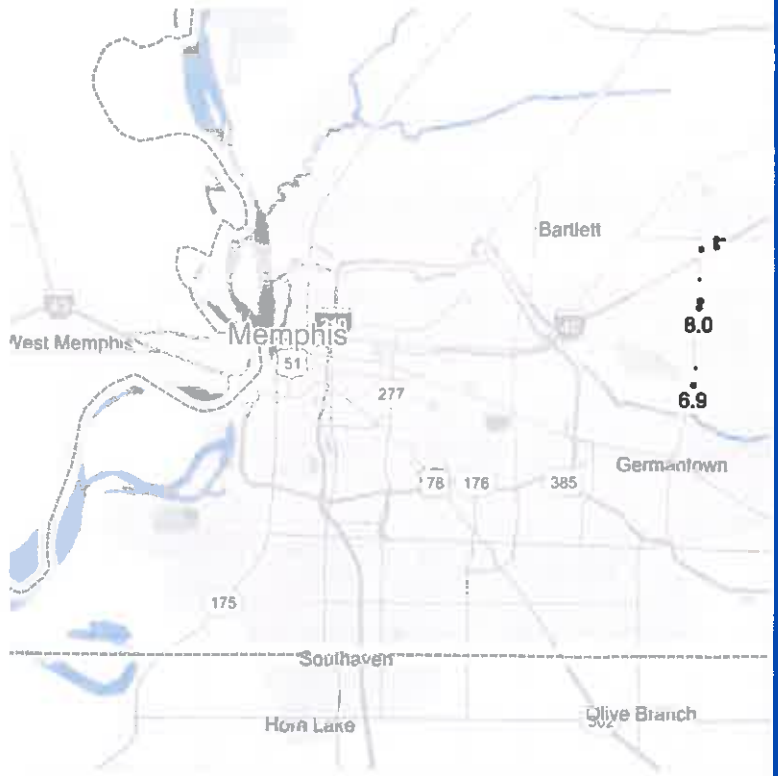 Bartlett
8.0
West Memphis
Memphis
51
277
6.9
Germantown
78
176
385
175
Southaven
Horn Lake
Olive Branch
302